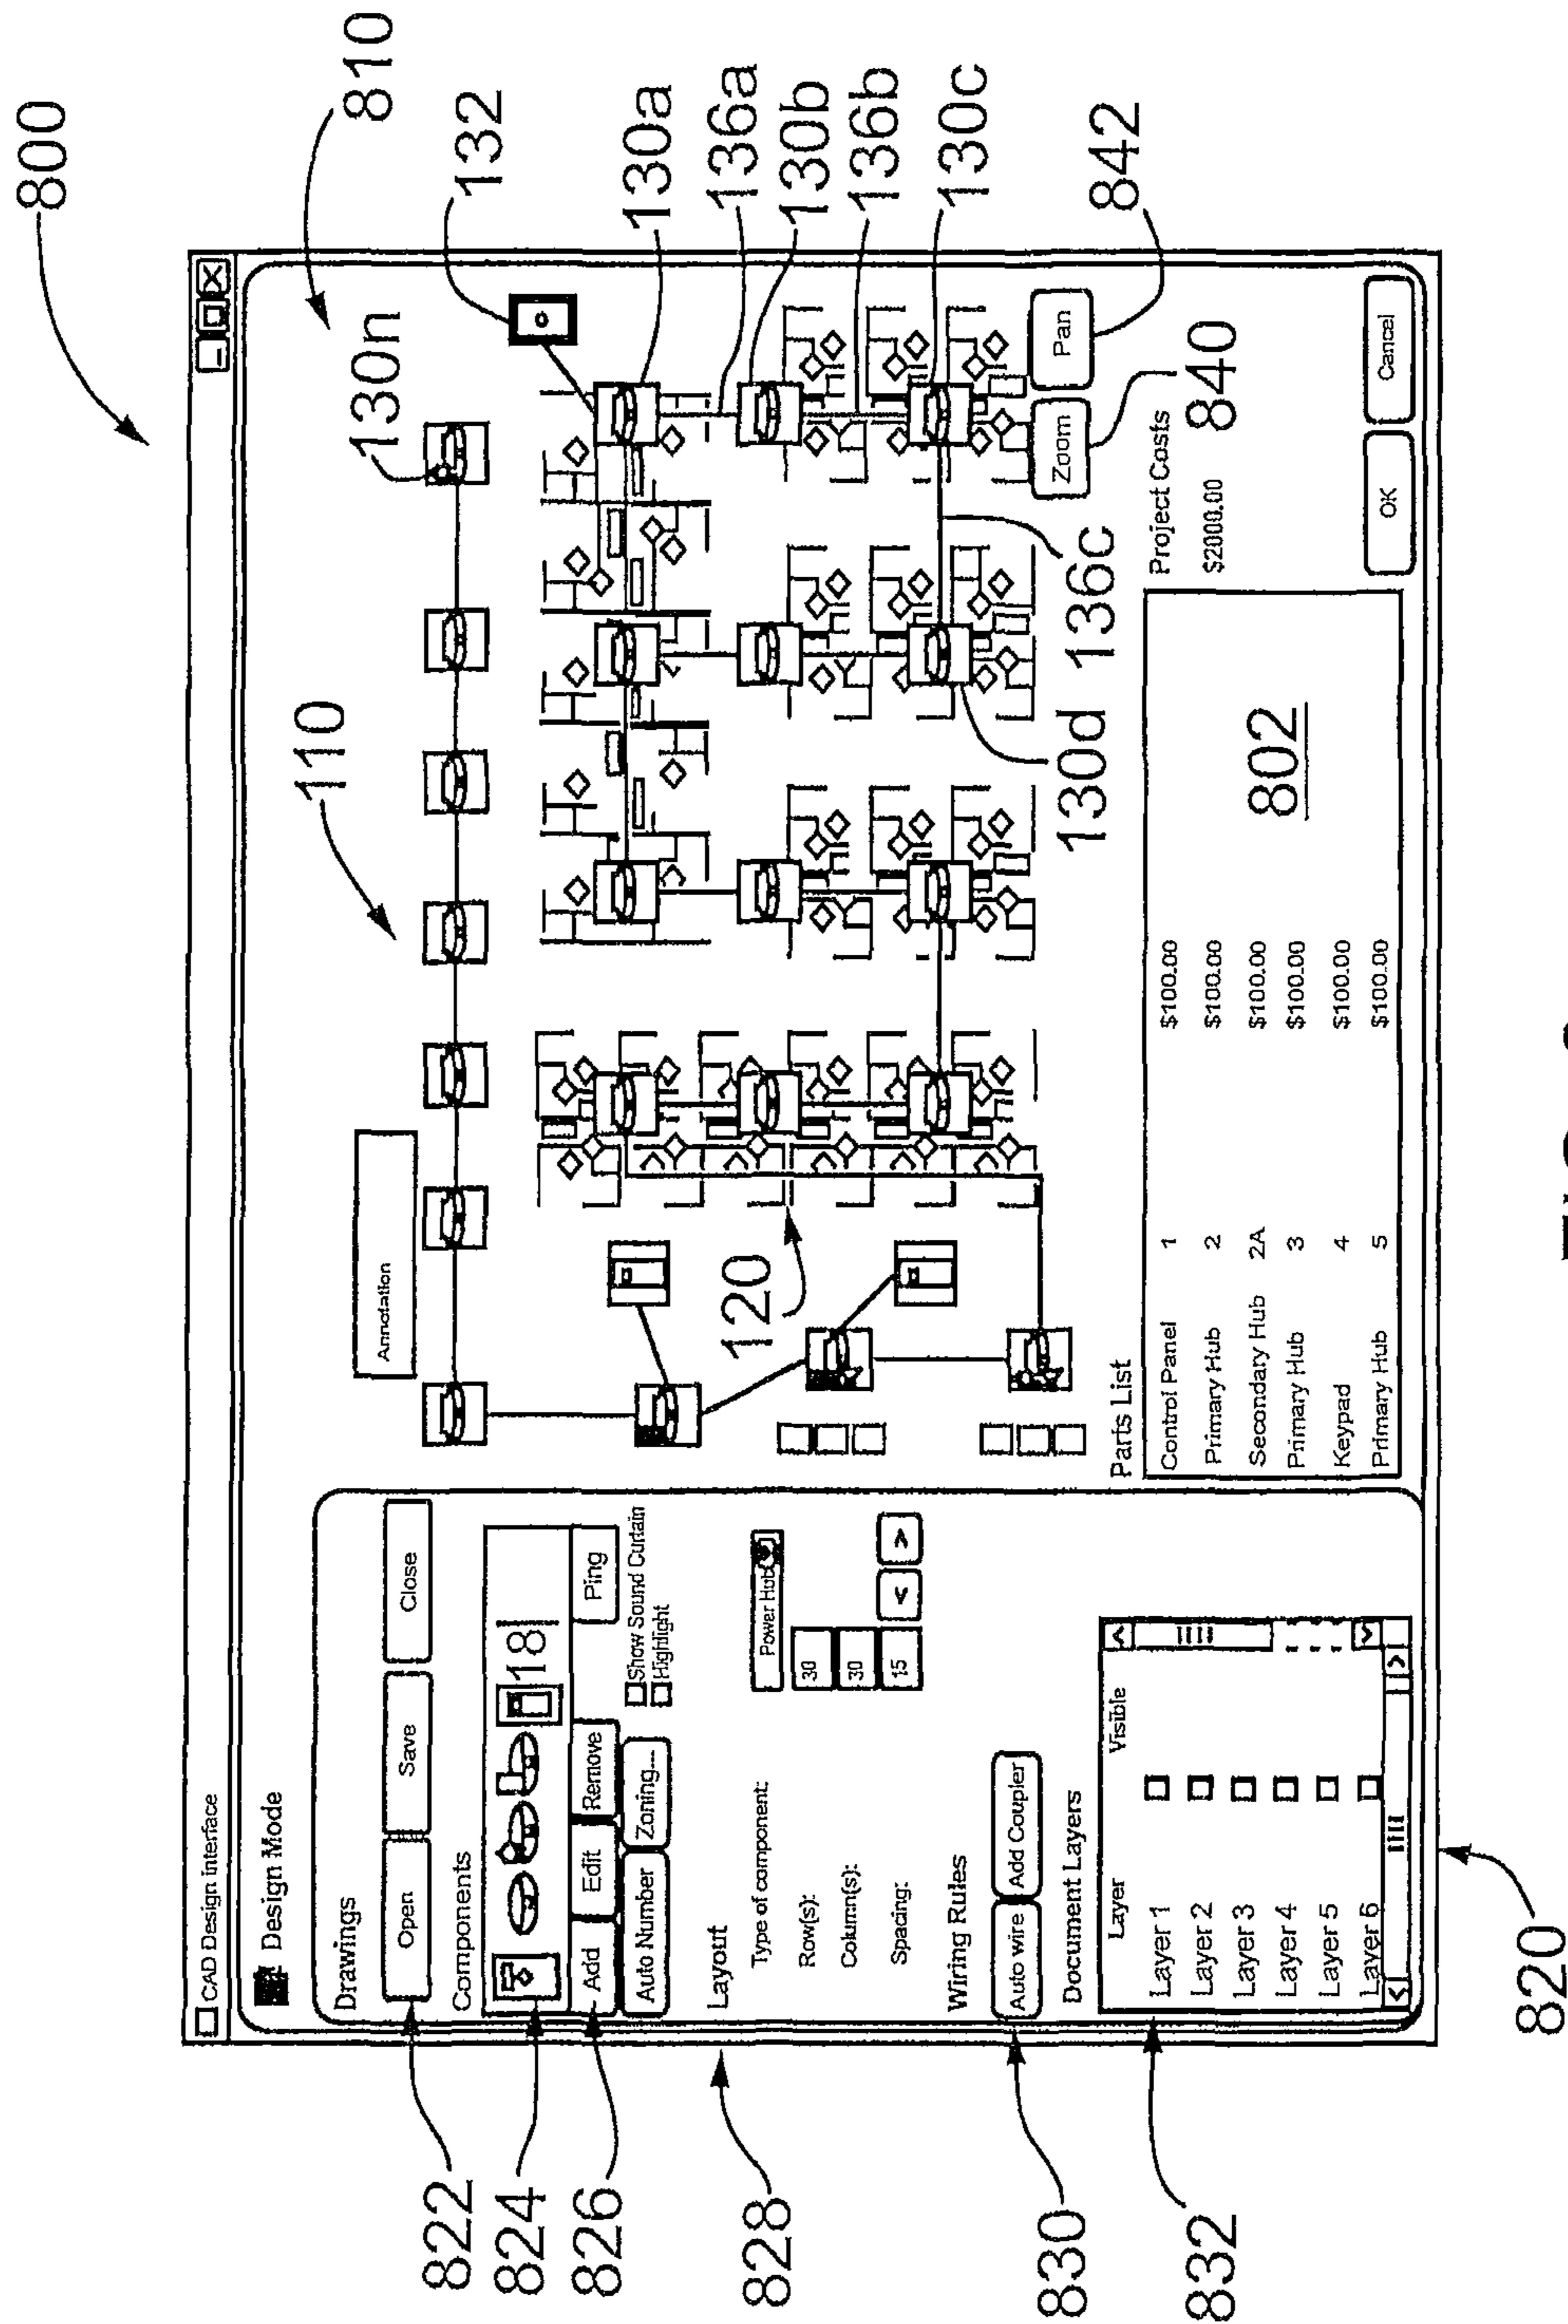 800
810
CAD Design interface
Design Mode
Drawings
Open Save Close
Components
18
Add Edit Remove Ping
Auto Number Zoning...
Show Sound Curtain
Highlight
Layout
Type of component: Power Hub
Row(s): 30
Column(s): 30
Spacing: 15
< >
Wiring Rules
Auto wire Add Coupler
Document Layers
Layer Visible
Layer 1
Layer 2
Layer 3
Layer 4
Layer 5
Layer 6
Annotation
110
130n
120
130d
136c
Zoom Pan
Parts List
Control Panel 1 $100.00
Primary Hub 2 $100.00
Secondary Hub 2A $100.00
Primary Hub 3 $100.00
Keypad 4 $100.00
Primary Hub 5 $100.00
802
Project Costs
$2000.00
840
OK Cancel
132
130a
136a
130b
136b
130c
842
822
824
826
828
830
832
820